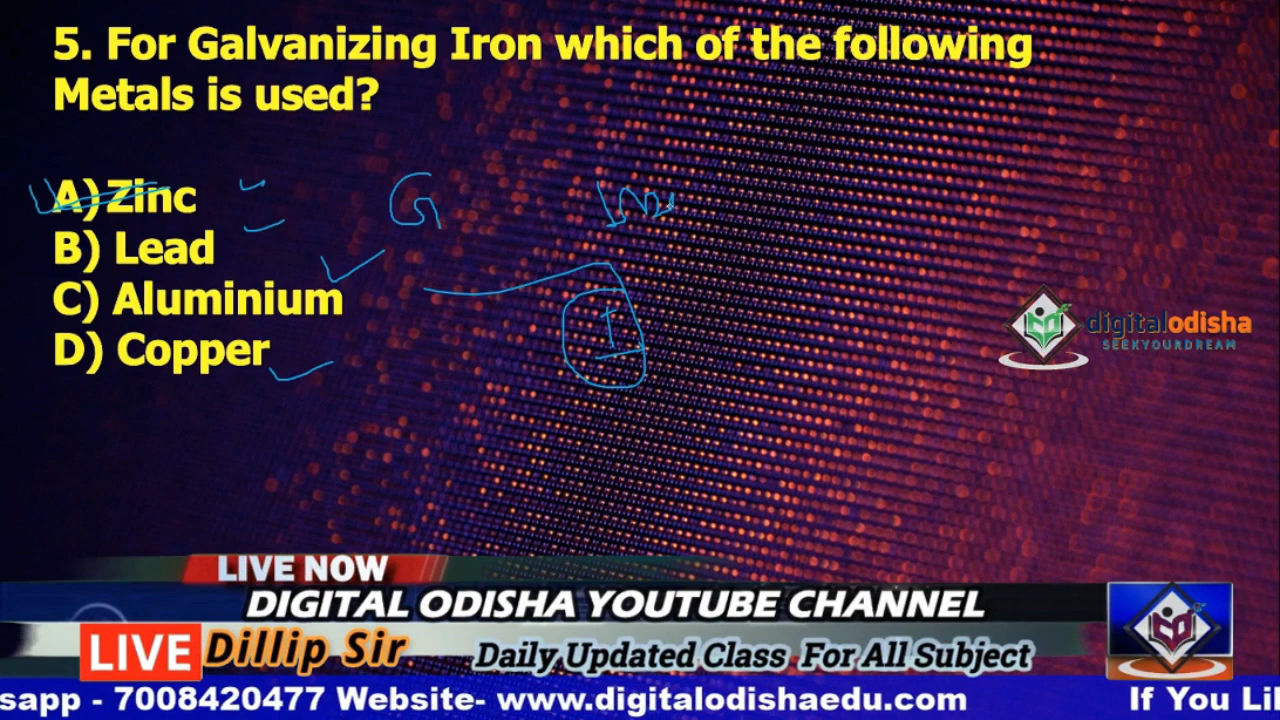 5. For Galvanizing Iron which of the following
Metals is used?
A) Zinc
B) Lead
C) Aluminium
D) Copper
G
I
digitalodisha
SEEKYOURDREAM
LIVE NOW
DIGITAL ODISHA YOUTUBE CHANNEL
LIVE Dillip Sir Daily Updated Class For All Subject
sapp - 7008420477 Website- www.digitalodishaedu.com If You Lil